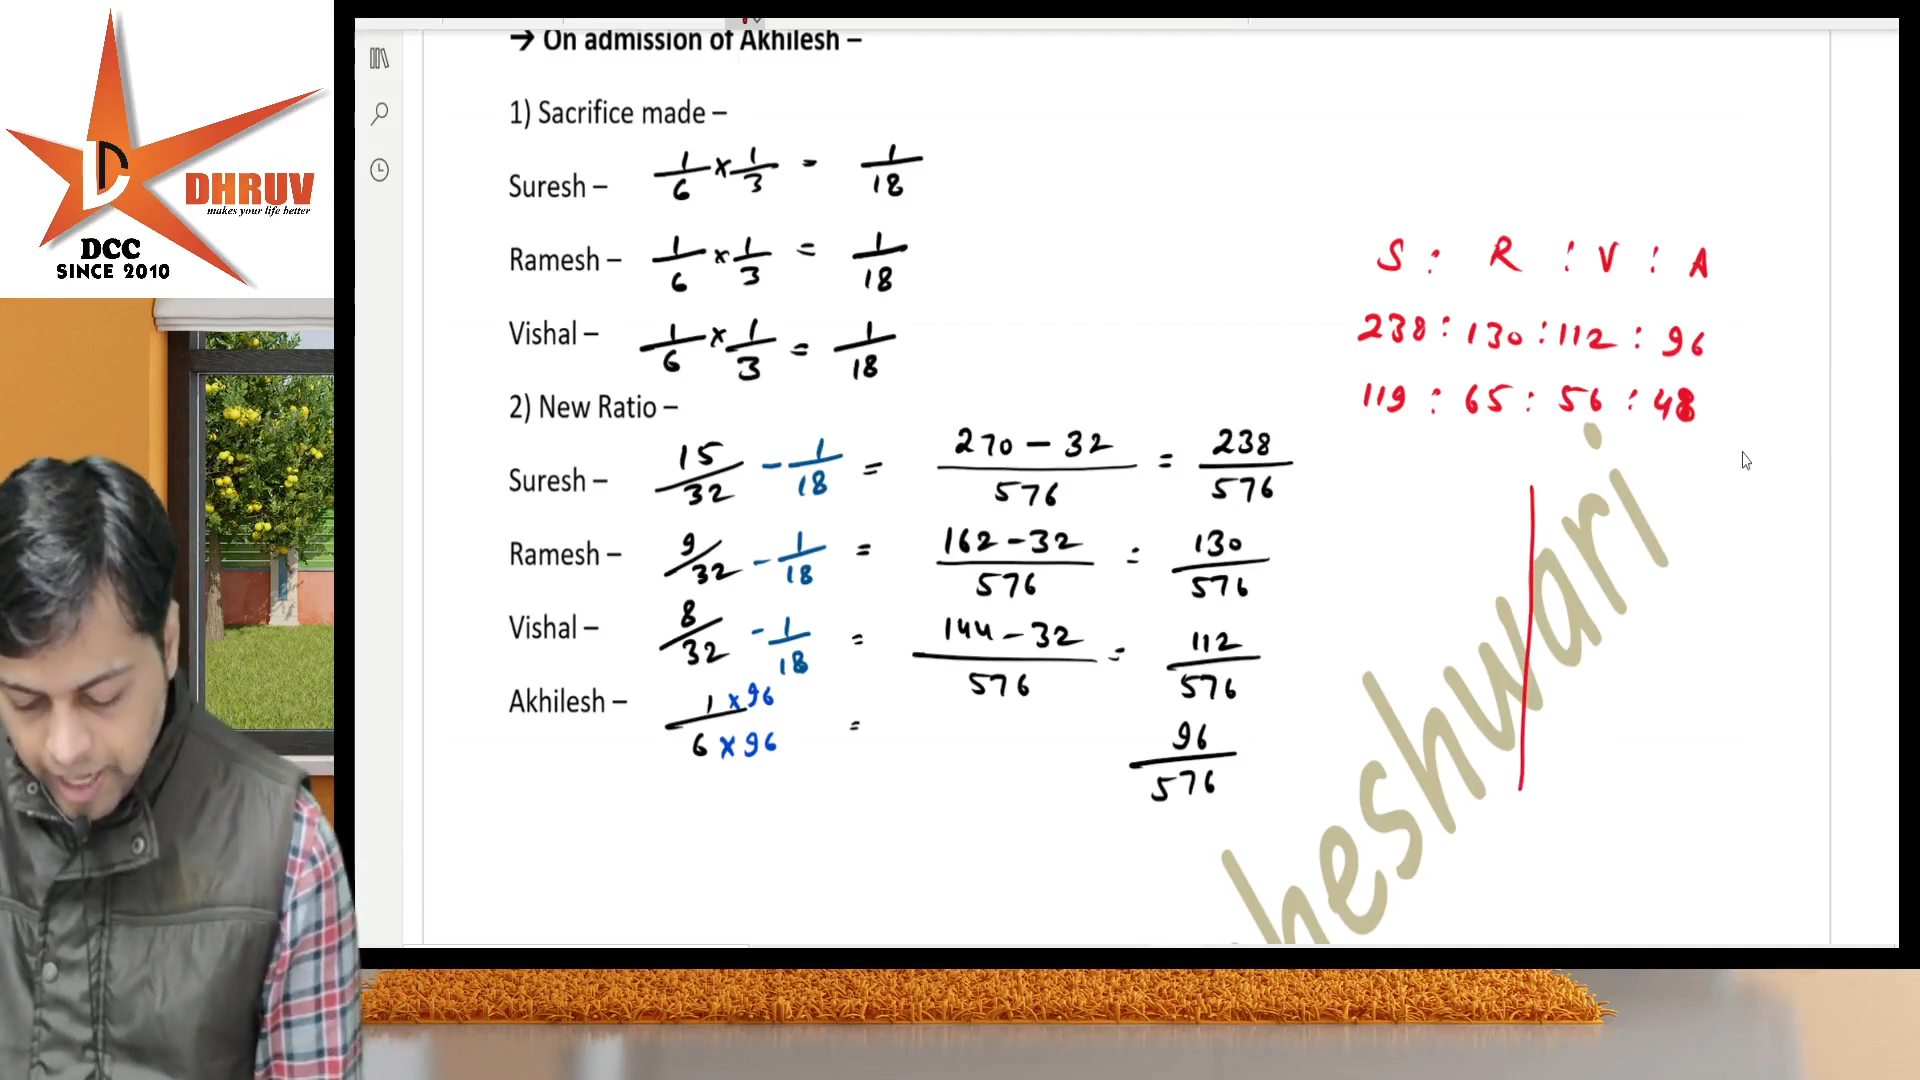 DHRUV
makes your life better
DCC
SINCE 2010
→ On admission of Akhilesh –
1) Sacrifice made –
Suresh – 1/6 × 1/3 = 1/18
Ramesh – 1/6 × 1/3 = 1/18
Vishal – 1/6 × 1/3 = 1/18
2) New Ratio –
Suresh – 15/32 - 1/18 = 270 - 32/576 = 238/576
Ramesh – 9/32 - 1/18 = 162 - 32/576 = 130/576
Vishal – 8/32 - 1/18 = 144 - 32/576 = 112/576
Akhilesh – 1 × 96/6 × 96 = 96/576
S : R : V : A
238 : 130 : 112 : 96
119 : 65 : 56 : 48
heshwari